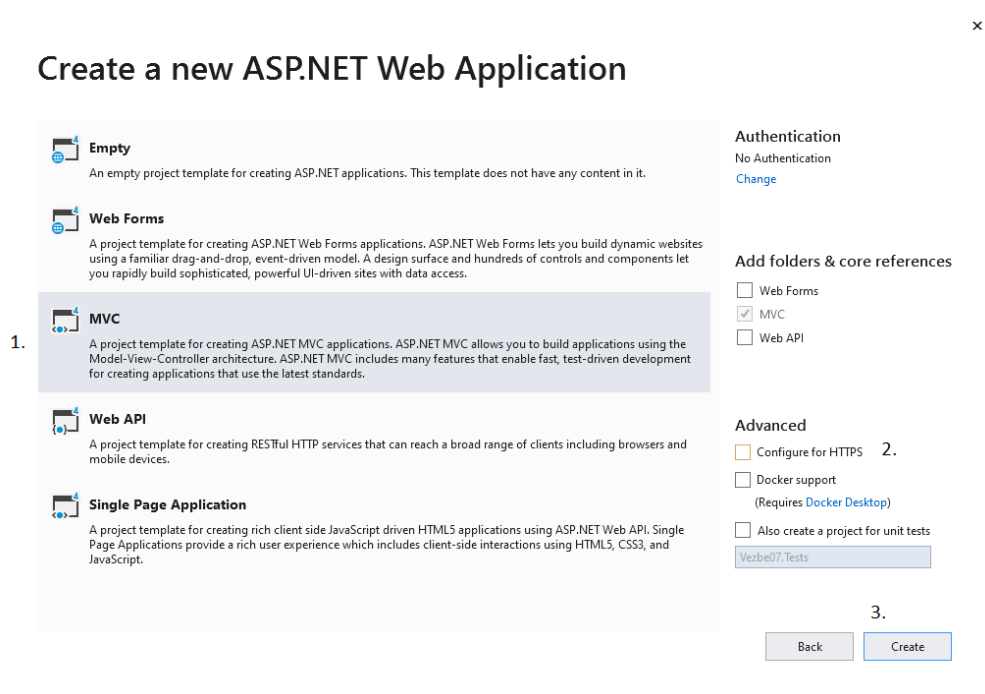 ×
Create a new ASP.NET Web Application
Empty
An empty project template for creating ASP.NET applications. This template does not have any content in it.
Web Forms
A project template for creating ASP.NET Web Forms applications. ASP.NET Web Forms lets you build dynamic websites
using a familiar drag-and-drop, event-driven model. A design surface and hundreds of controls and components let
you rapidly build sophisticated, powerful UI-driven sites with data access.
1.
MVC
A project template for creating ASP.NET MVC applications. ASP.NET MVC allows you to build applications using the
Model-View-Controller architecture. ASP.NET MVC includes many features that enable fast, test-driven development
for creating applications that use the latest standards.
Web API
A project template for creating RESTful HTTP services that can reach a broad range of clients including browsers and
mobile devices.
Single Page Application
A project template for creating rich client side JavaScript driven HTML5 applications using ASP.NET Web API. Single
Page Applications provide a rich user experience which includes client-side interactions using HTML5, CSS3, and
JavaScript.
Authentication
No Authentication
Change
Add folders & core references
Web Forms
MVC
Web API
Advanced
Configure for HTTPS 2.
Docker support
(Requires Docker Desktop)
Also create a project for unit tests
Vezbe07.Tests
3.
Back Create